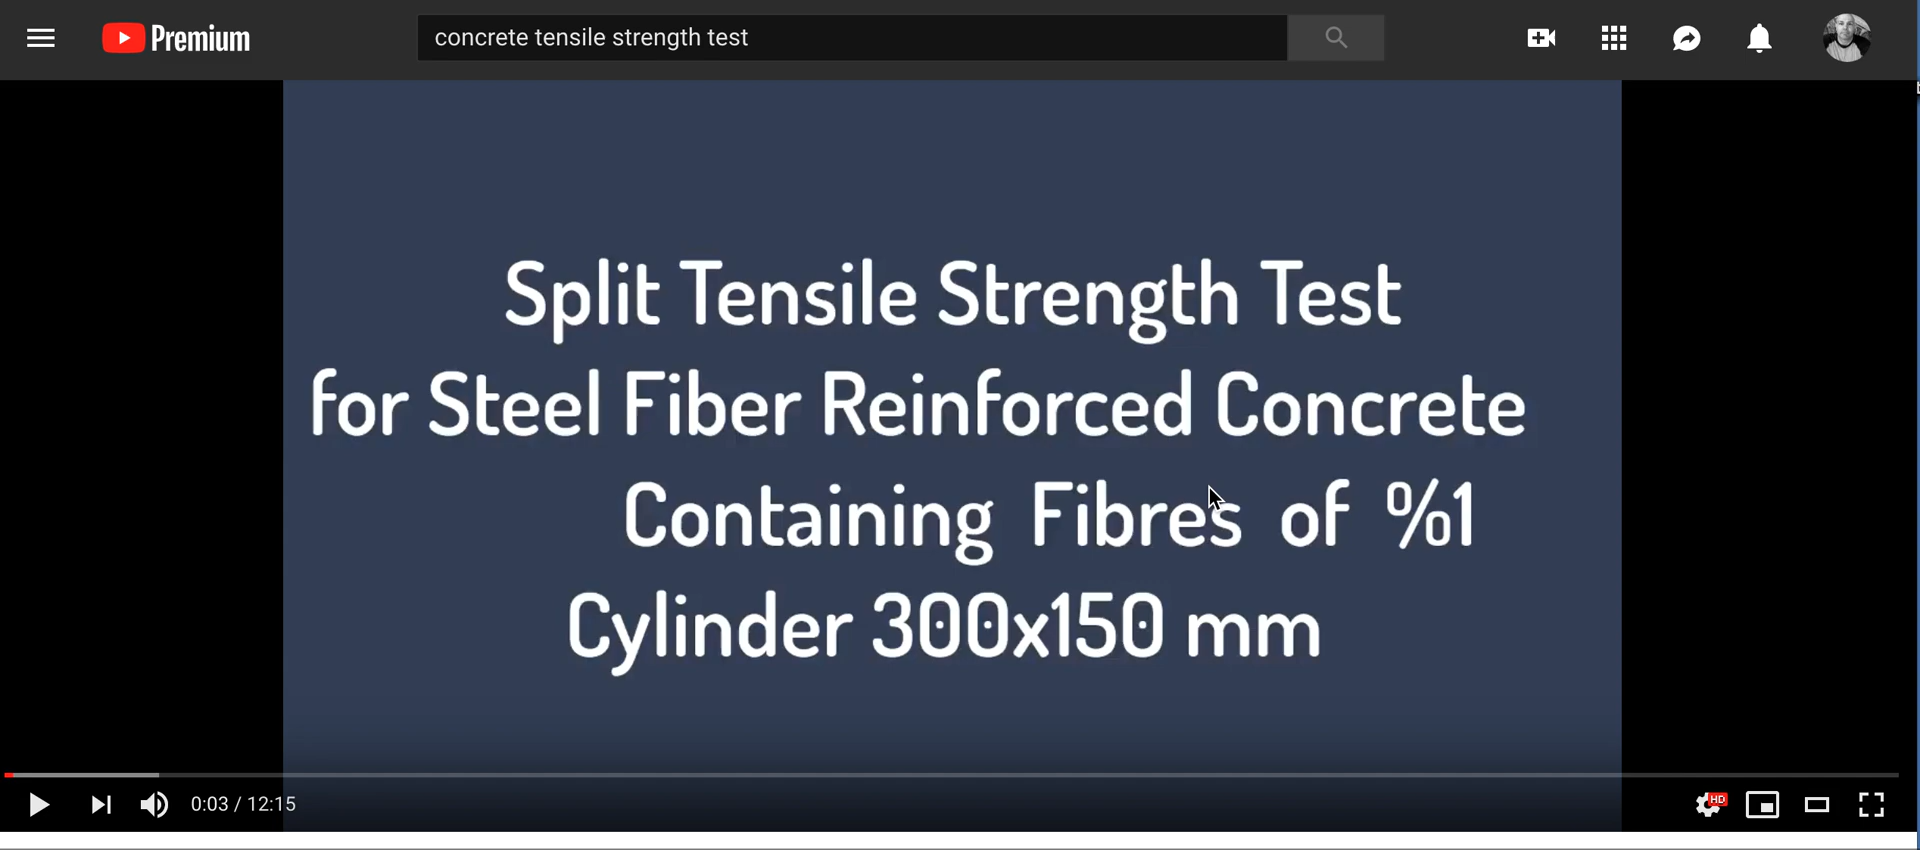 Premium
concrete tensile strength test
Split Tensile Strength Test
for Steel Fiber Reinforced Concrete
Containing Fibres of %1
Cylinder 300x150 mm
0:03 / 12:15
HD